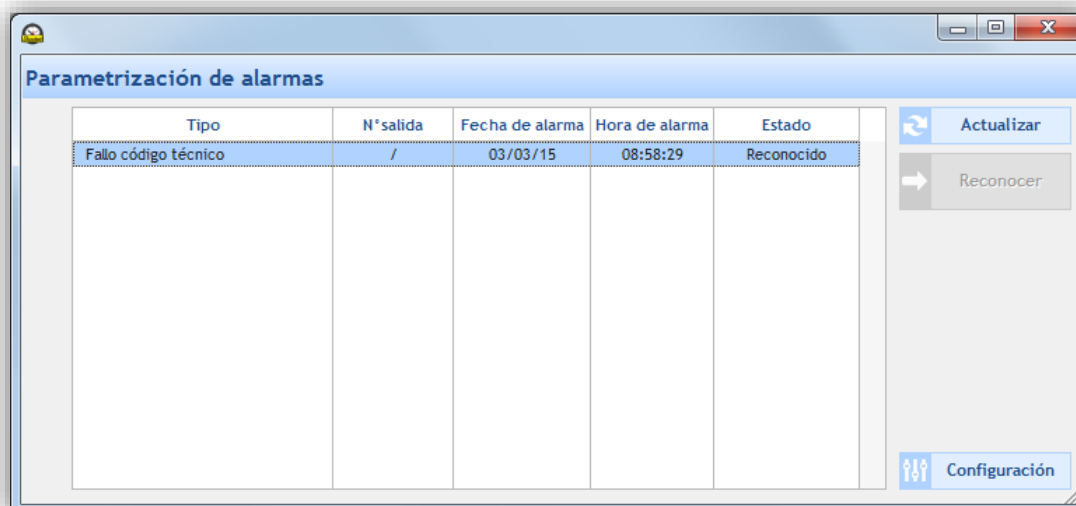 Parametrización de alarmas
Tipo N°salida Fecha de alarma Hora de alarma Estado
Actualizar
Fallo código técnico / 03/03/15 08:58:29 Reconocido
Reconocer
Configuración